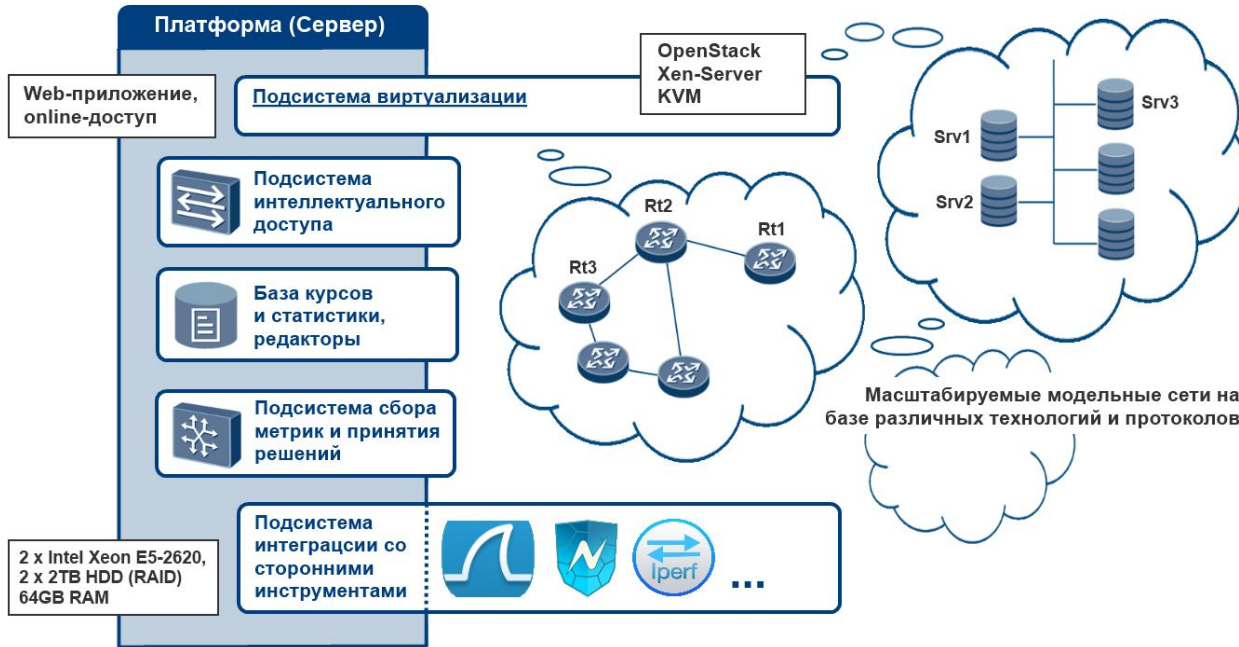 Платформа (Сервер)
Web-приложение,
online-доступ
Подсистема виртуализации
OpenStack
Xen-Server
KVM
Подсистема
интеллектуального
доступа
База курсов
и статистики,
редакторы
Подсистема сбора
метрик и принятия
решений
Подсистема
интеграцсии со
сторонними
инструментами
Iperf
...
2 x Intel Xeon E5-2620,
2 x 2TB HDD (RAID)
64GB RAM
Rt2
Rt1
Rt3
Srv3
Srv1
Srv2
Масштабируемые модельные сети на
базе различных технологий и протоколов